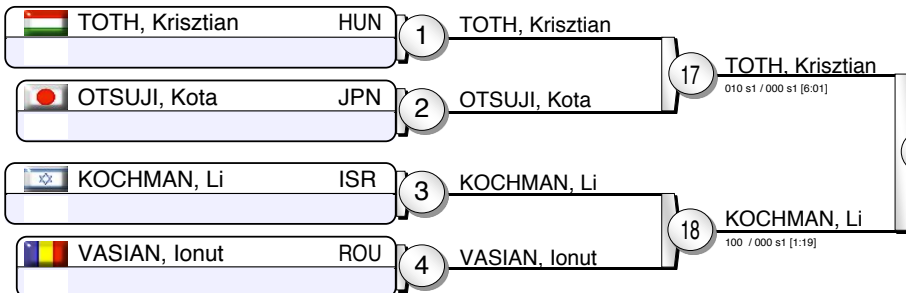 TOTH, Krisztian HUN
1
TOTH, Krisztian
17
TOTH, Krisztian
010 s1 / 000 s1 [6:01]
OTSUJI, Kota JPN
2
OTSUJI, Kota
KOCHMAN, Li ISR
3
KOCHMAN, Li
18
KOCHMAN, Li
100 / 000 s1 [1:19]
VASIAN, Ionut ROU
4
VASIAN, Ionut